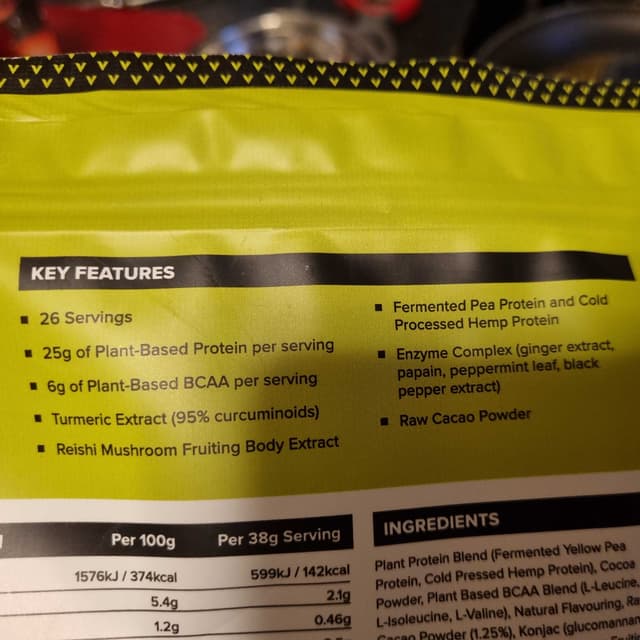 KEY FEATURES
26 Servings
25g of Plant-Based Protein per serving
6g of Plant-Based BCAA per serving
Turmeric Extract (95% curcuminoids)
Reishi Mushroom Fruiting Body Extract
Fermented Pea Protein and Cold
Processed Hemp Protein
Enzyme Complex (ginger extract,
papain, peppermint leaf, black
pepper extract)
Raw Cacao Powder
Per 100g Per 38g Serving
1576kJ / 374kcal 599kJ / 142kcal
5.4g 2.1g
1.2g 0.46g
INGREDIENTS
Plant Protein Blend (Fermented Yellow Pea
Protein, Cold Pressed Hemp Protein), Cocoa
Powder, Plant Based BCAA Blend (L-Leucine,
L-Isoleucine, L-Valine), Natural Flavouring,
Cacao Powder (1.25%), Konjac (glucomannan